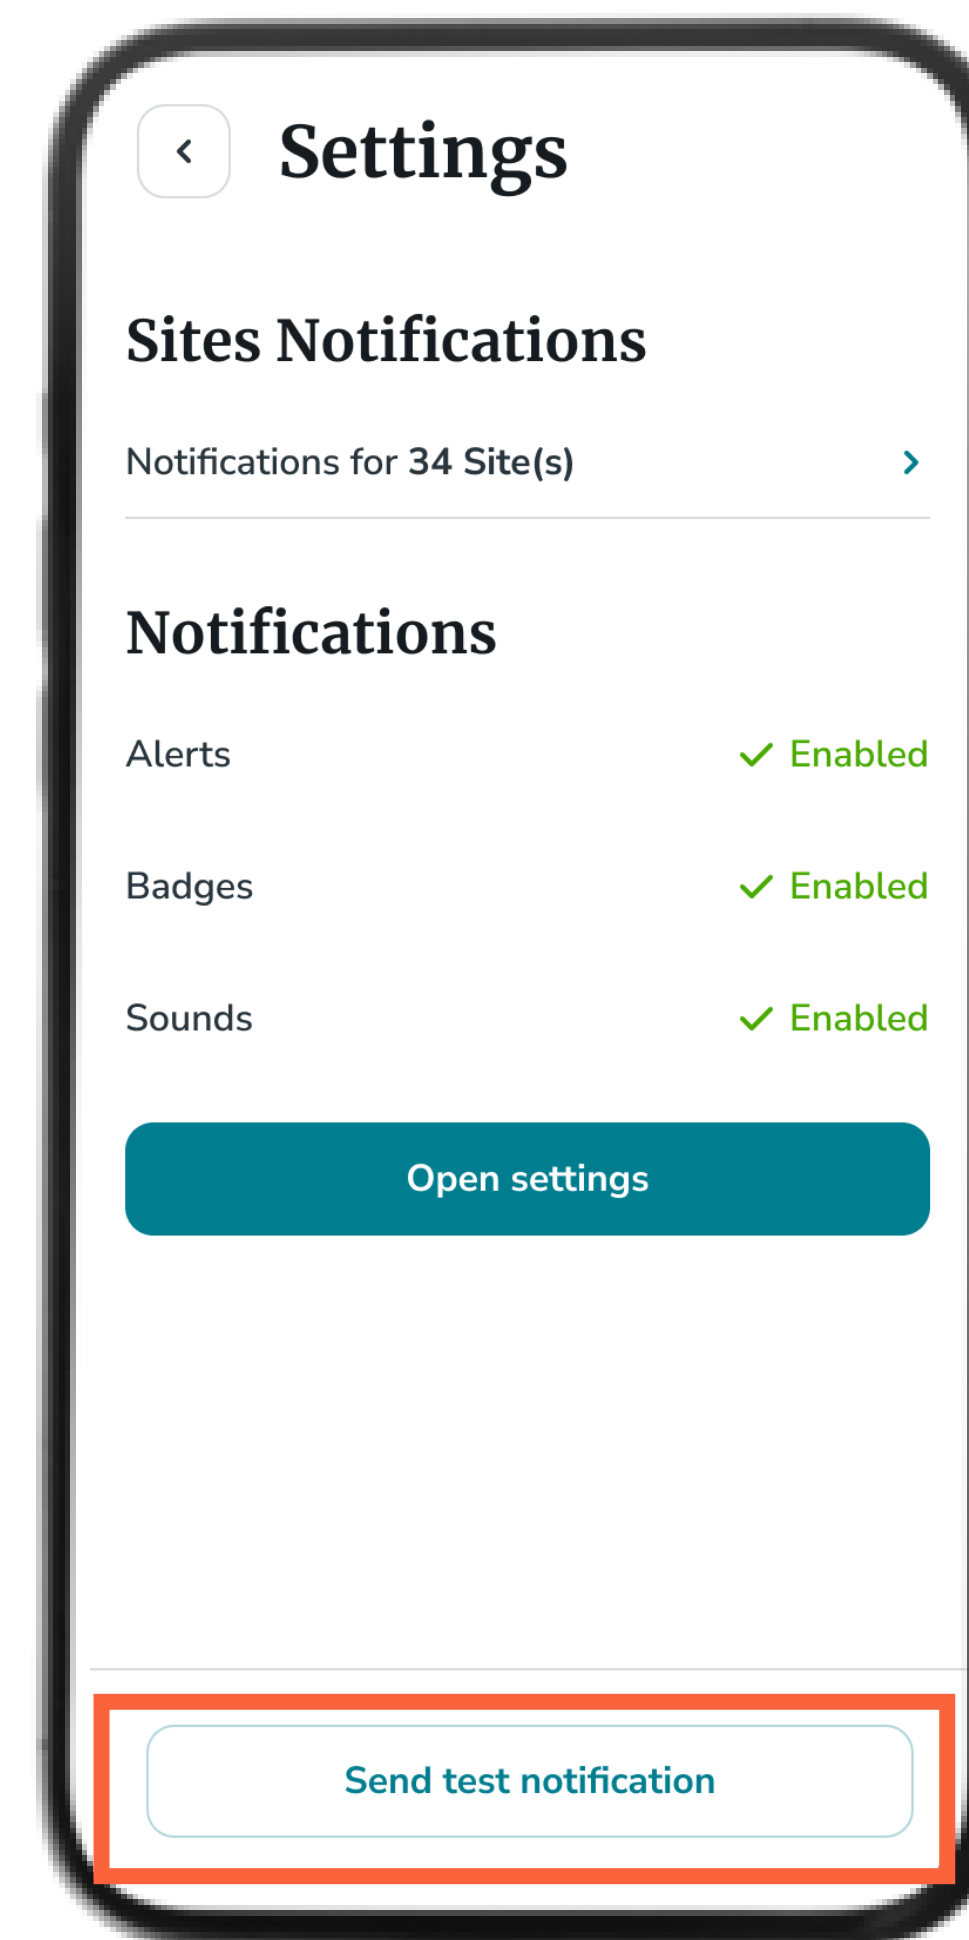 Settings
Sites Notifications
Notifications for 34 Site(s)
Notifications
Alerts Enabled
Badges Enabled
Sounds Enabled
Open settings
Send test notification